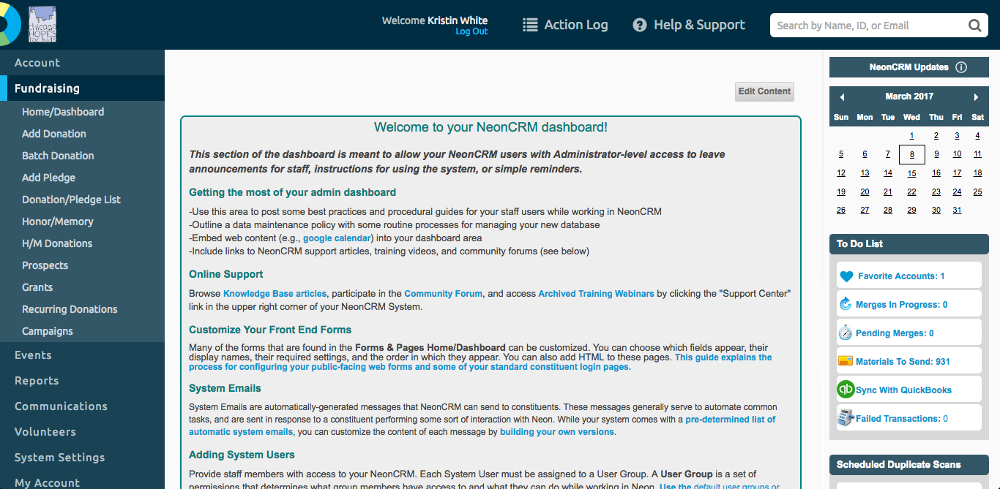 chicago
HOPES
for kids
Welcome Kristin White
Log Out
Action Log
Help & Support
Search by Name, ID, or Email
Account
Fundraising
Home/Dashboard
Add Donation
Batch Donation
Add Pledge
Donation/Pledge List
Honor/Memory
H/M Donations
Prospects
Grants
Recurring Donations
Campaigns
Events
Reports
Communications
Volunteers
System Settings
My Account
Edit Content
Welcome to your NeonCRM dashboard!
This section of the dashboard is meant to allow your NeonCRM users with Administrator-level access to leave
announcements for staff, instructions for using the system, or simple reminders.
Getting the most of your admin dashboard
-Use this area to post some best practices and procedural guides for your staff users while working in NeonCRM
-Outline a data maintenance policy with some routine processes for managing your new database
-Embed web content (e.g., google calendar) into your dashboard area
-Include links to NeonCRM support articles, training videos, and community forums (see below)
Online Support
Browse Knowledge Base articles, participate in the Community Forum, and access Archived Training Webinars by clicking the "Support Center"
link in the upper right corner of your NeonCRM System.
Customize Your Front End Forms
Many of the forms that are found in the Forms & Pages Home/Dashboard can be customized. You can choose which fields appear, their
display names, their required settings, and the order in which they appear. You can also add HTML to these pages. This guide explains the
process for configuring your public-facing web forms and some of your standard constituent login pages.
System Emails
System Emails are automatically-generated messages that NeonCRM can send to constituents. These messages generally serve to automate common
tasks, and are sent in response to a constituent performing some sort of interaction with Neon. While your system comes with a pre-determined list of
automatic system emails, you can customize the content of each message by building your own versions.
Adding System Users
Provide staff members with access to your NeonCRM. Each System User must be assigned to a User Group. A User Group is a set of
permissions that determines what group members have access to and what they can do while working in Neon. Use the default user groups or
NeonCRM Updates
March 2017
Sun Mon Tue Wed Thu Fri Sat
1 2 3 4
5 6 7 8 9 10 11
12 13 14 15 16 17 18
19 20 21 22 23 24 25
26 27 28 29 30 31
To Do List
Favorite Accounts: 1
Merges In Progress: 0
Pending Merges: 0
Materials To Send: 931
qb Sync With QuickBooks
Failed Transactions: 0
Scheduled Duplicate Scans